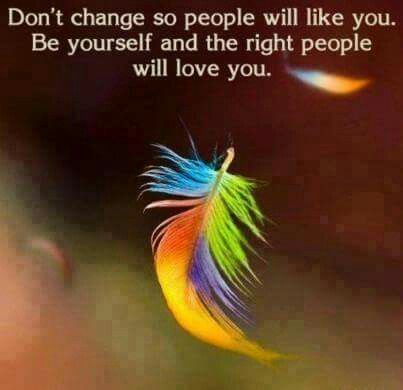 Don't change so people will like you.
Be yourself and the right people
will love you.